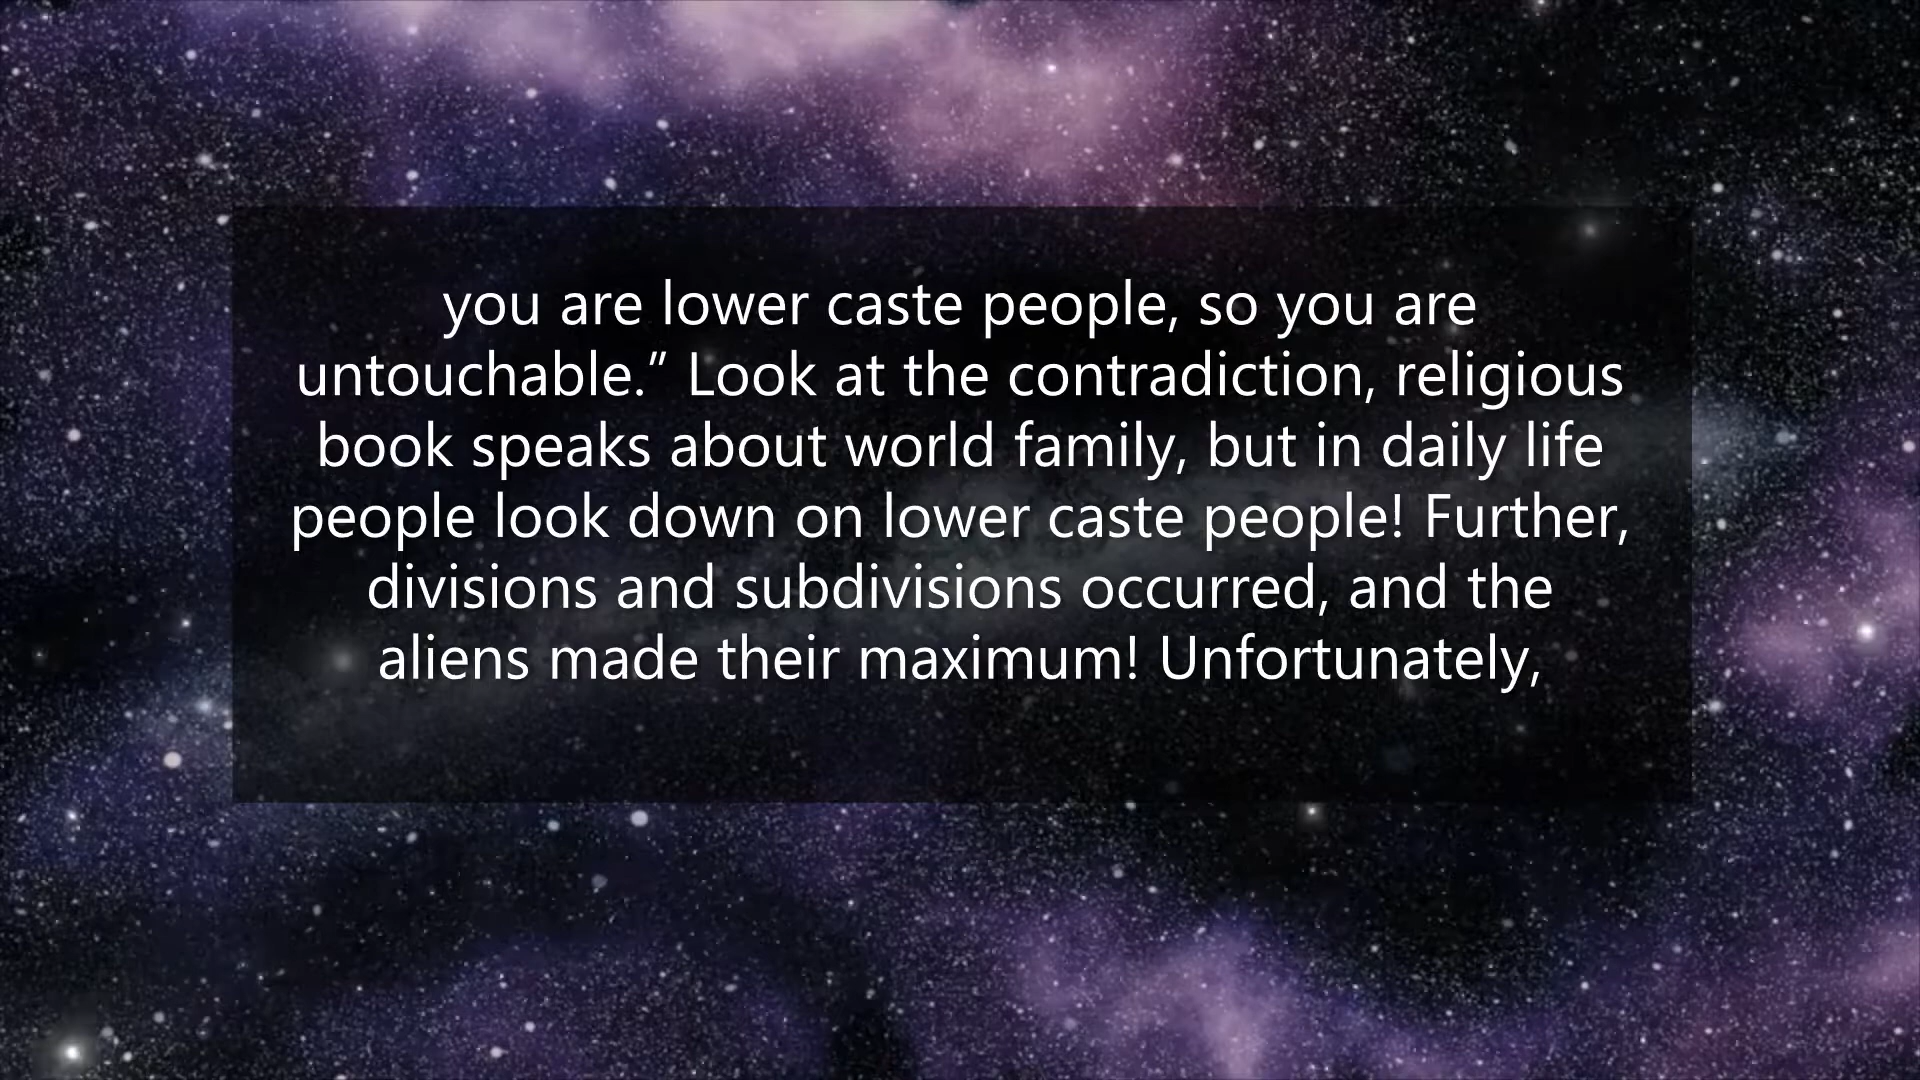 you are lower caste people, so you are
untouchable.” Look at the contradiction, religious
book speaks about world family, but in daily life
people look down on lower caste people! Further,
divisions and subdivisions occurred, and the
aliens made their maximum! Unfortunately,